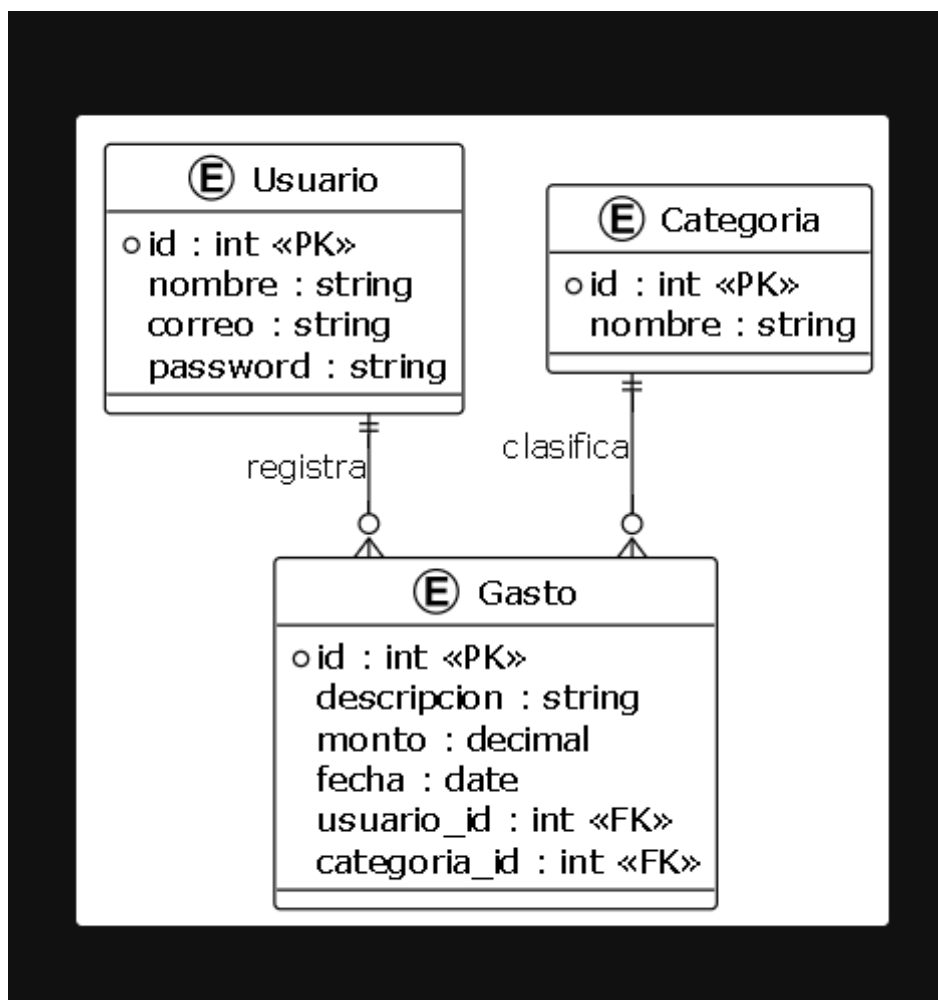 E Usuario
id : int «PK»
nombre : string
correo : string
password : string
E Categoria
id : int «PK»
nombre : string
registra
clasifica
E Gasto
id : int «PK»
descripcion : string
monto : decimal
fecha : date
usuario_id : int «FK»
categoria_id : int «FK»